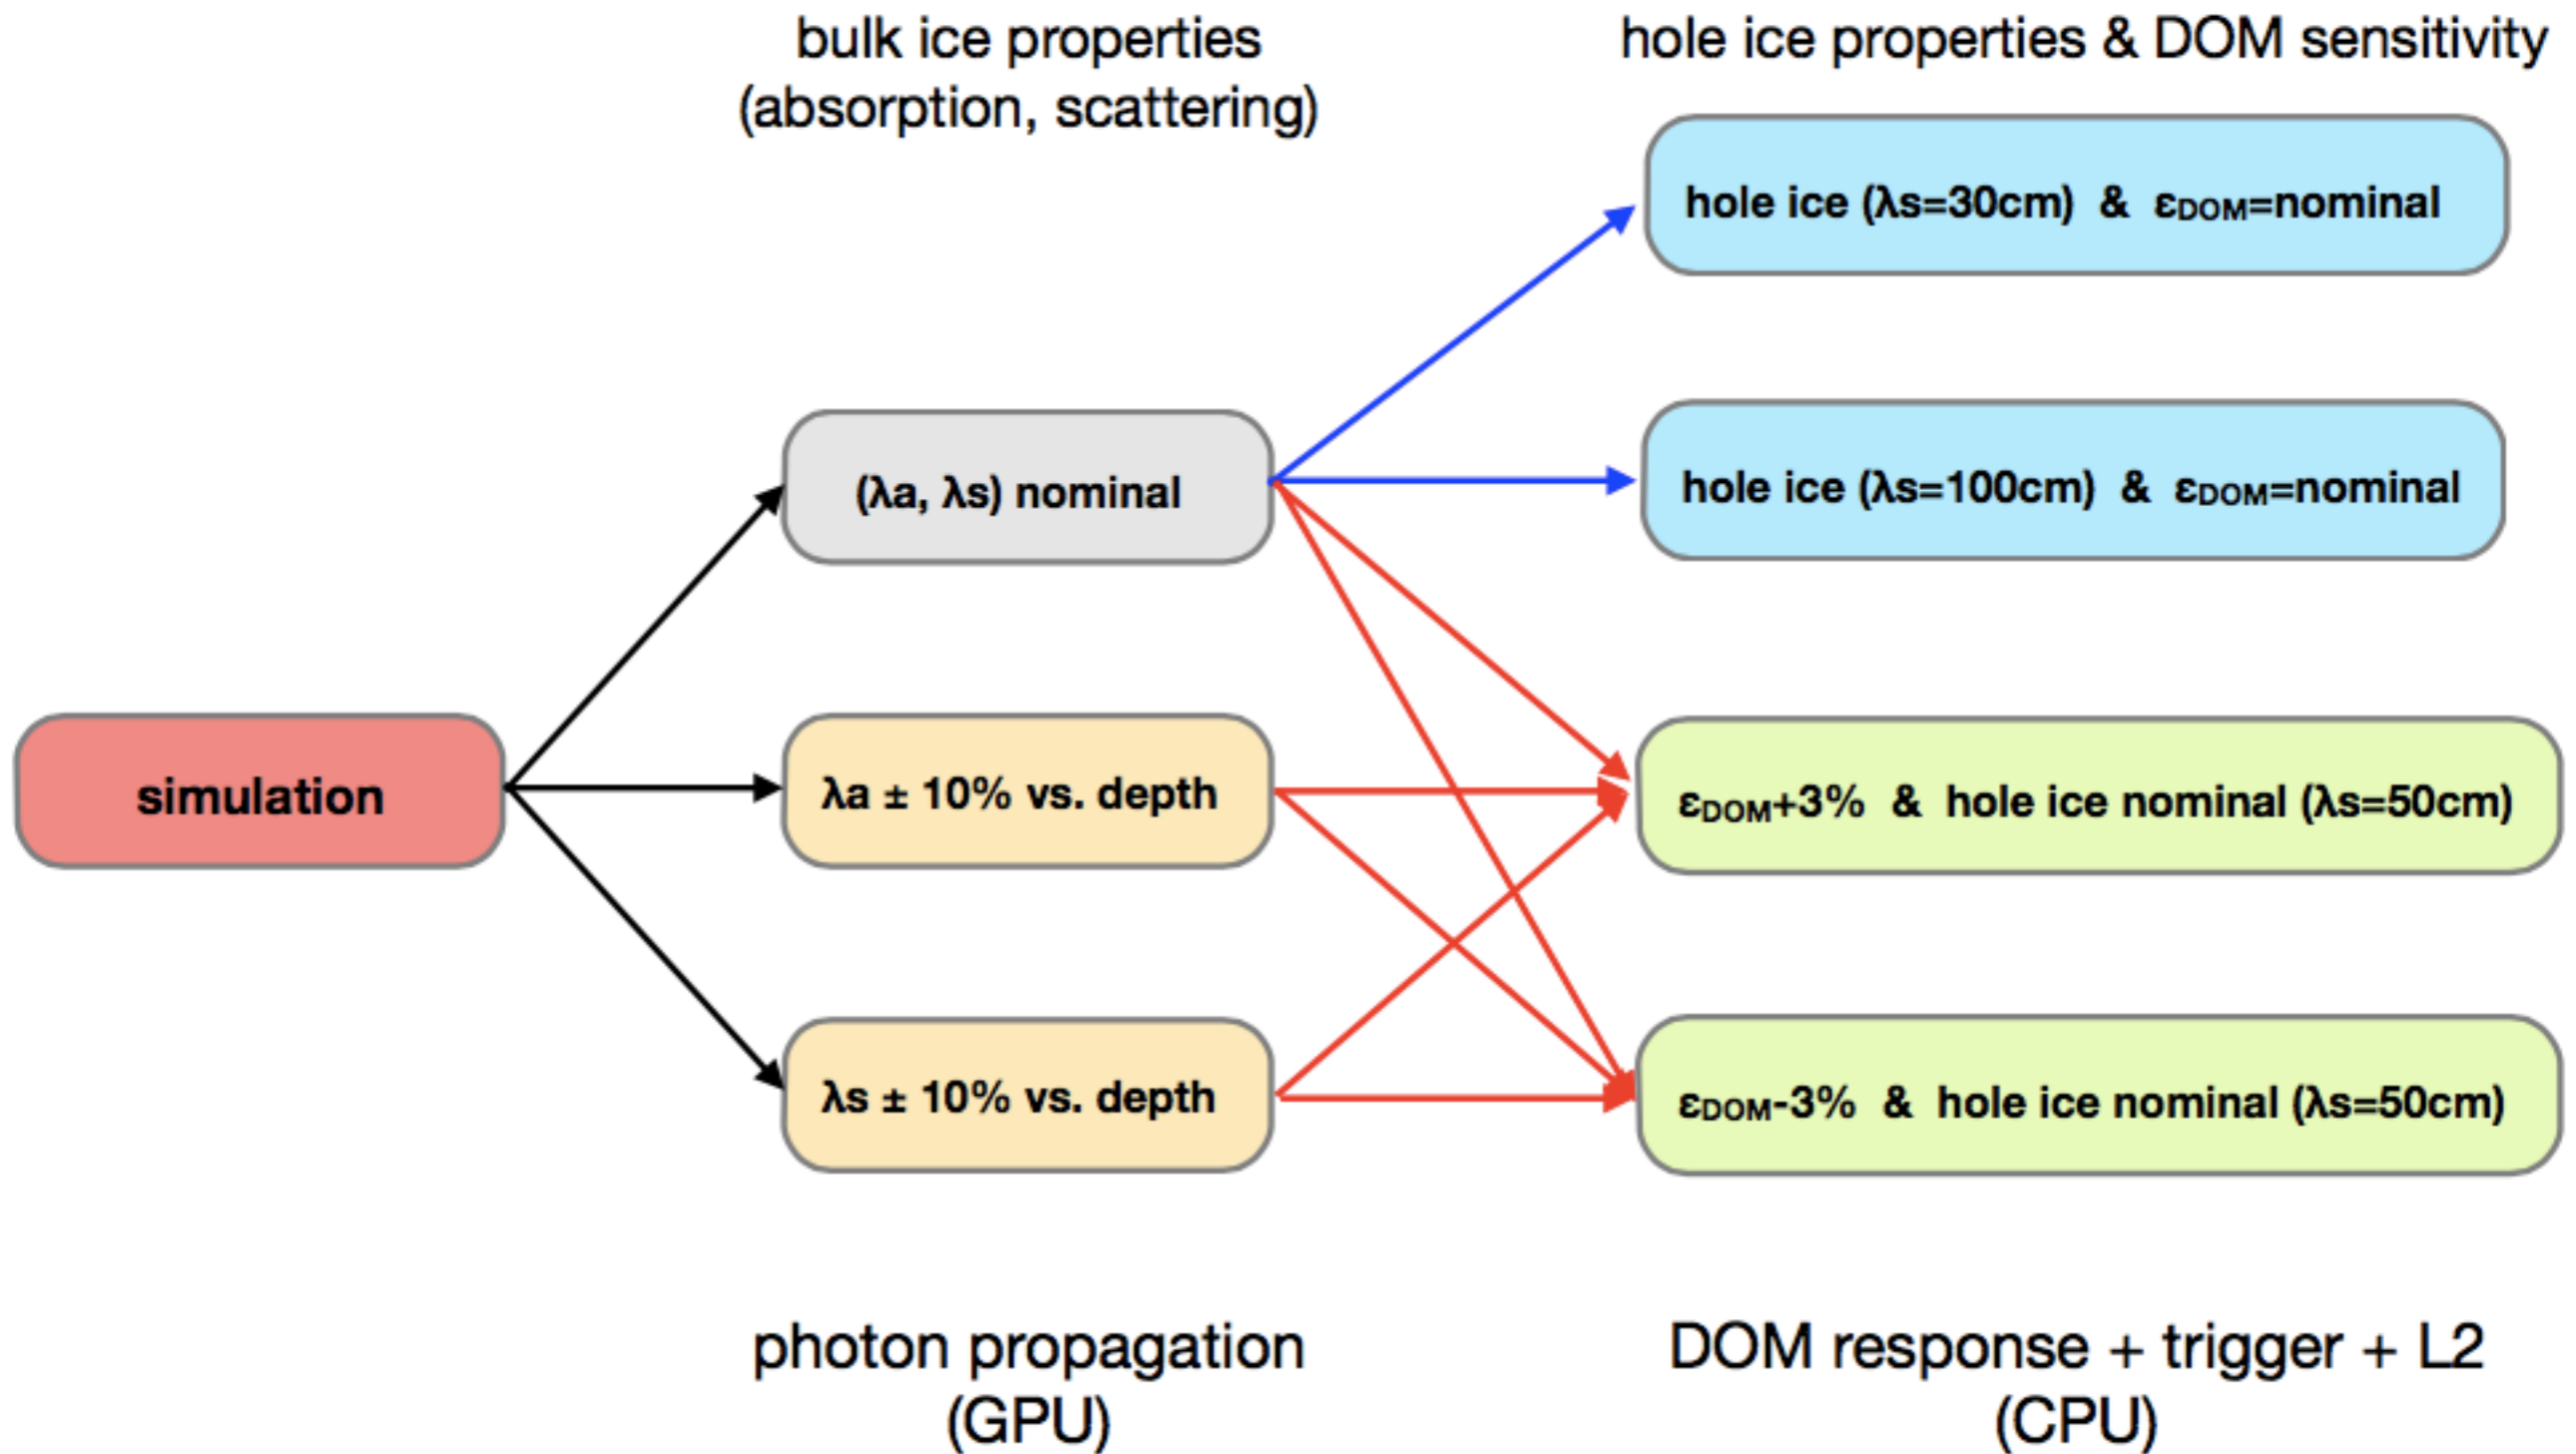 bulk ice properties
(absorption, scattering)
hole ice properties & DOM sensitivity
hole ice (λs=30cm) & εDOM=nominal
(λa, λs) nominal
hole ice (λs=100cm) & εDOM=nominal
simulation
λa ± 10% vs. depth
εDOM+3% & hole ice nominal (λs=50cm)
λs ± 10% vs. depth
εDOM-3% & hole ice nominal (λs=50cm)
photon propagation
(GPU)
DOM response + trigger + L2
(CPU)